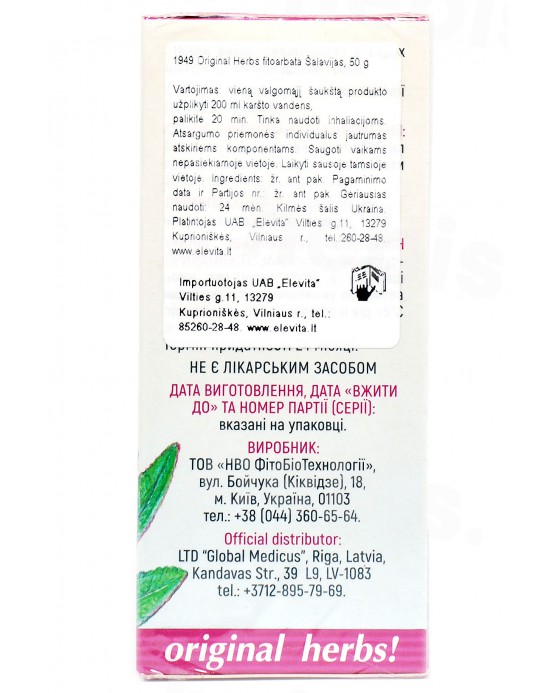 1949 Original Herbs fitoarbata Šalavijas, 50 g
Vartojimas: vieną valgomąjį šaukštą produkto
užplikyti 200 ml karšto vandens,
palikite 20 min. Tinka naudoti inhaliacijoms.
Atsargumo priemonės: individualus jautrumas
atskiriems komponentams. Saugoti vaikams
nepasiekiamoje vietoje. Laikyti sausoje tamsioje
vietoje. Ingredients: žr. ant pak. Pagaminimo
data ir Partijos nr.: žr. ant pak. Geriausias
naudoti: 24 mėn. Kilmės šalis Ukraina.
Platintojas UAB „Elevita” Vilties g.11, 13279
Kuprioniškės, Vilniaus r., tel.:260-28-48.
www.elevita.lt
Importuotojas UAB „Elevita”
Vilties g.11, 13279
Kuprioniškės, Vilniaus r., tel.:
85260-28-48. www.elevita.lt
НЕ Є ЛІКАРСЬКИМ ЗАСОБОМ
ДАТА ВИГОТОВЛЕННЯ, ДАТА «ВЖИТИ
ДО» ТА НОМЕР ПАРТІЇ (СЕРІЇ):
вказані на упаковці.
ВИРОБНИК:
ТОВ «НВО ФітоБіоТехнології»,
вул. Бойчука (Кіквідзе), 18,
м. Київ, Україна, 01103
тел.: +38 (044) 360-65-64.
Official distributor:
LTD “Global Medicus”, Riga, Latvia,
Kandavas Str., 39 L9, LV-1083
tel.: +3712-895-79-69.
original herbs!